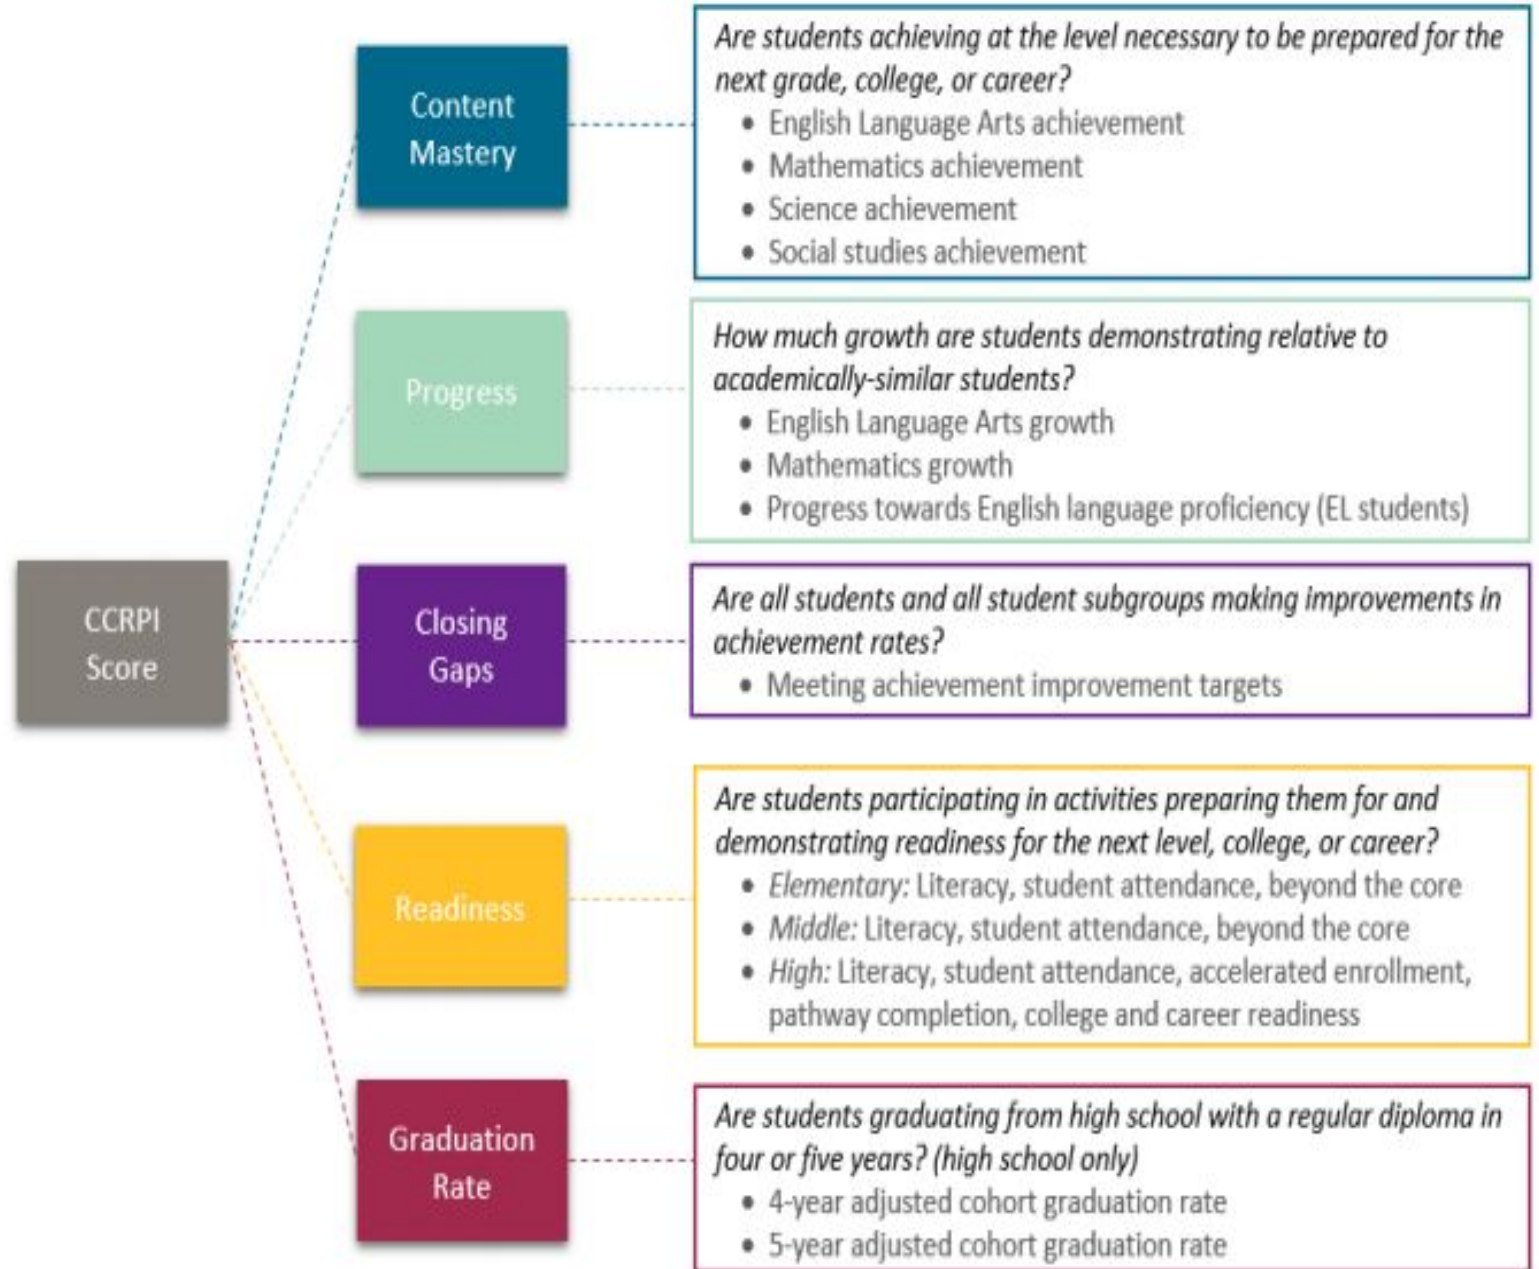 CCRPI
Score
Content
Mastery
Are students achieving at the level necessary to be prepared for the
next grade, college, or career?
• English Language Arts achievement
• Mathematics achievement
• Science achievement
• Social studies achievement
Progress
How much growth are students demonstrating relative to
academically-similar students?
• English Language Arts growth
• Mathematics growth
• Progress towards English language proficiency (EL students)
Closing
Gaps
Are all students and all student subgroups making improvements in
achievement rates?
• Meeting achievement improvement targets
Readiness
Are students participating in activities preparing them for and
demonstrating readiness for the next level, college, or career?
• Elementary: Literacy, student attendance, beyond the core
• Middle: Literacy, student attendance, beyond the core
• High: Literacy, student attendance, accelerated enrollment,
pathway completion, college and career readiness
Graduation
Rate
Are students graduating from high school with a regular diploma in
four or five years? (high school only)
• 4-year adjusted cohort graduation rate
• 5-year adjusted cohort graduation rate